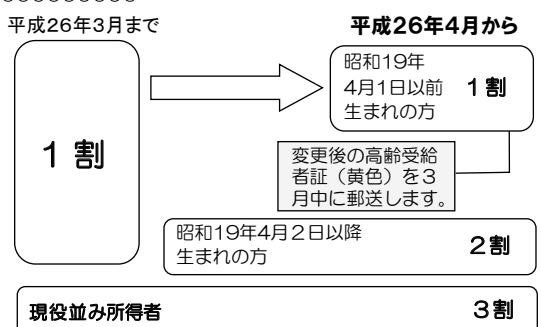 平成26年3月まで
平成26年4月から
1割
昭和19年
4月1日以前
生まれの方
1割
変更後の高齢受給
者証（黄色）を3
月中に郵送します。
昭和19年4月2日以降
生まれの方
2割
現役並み所得者
3割